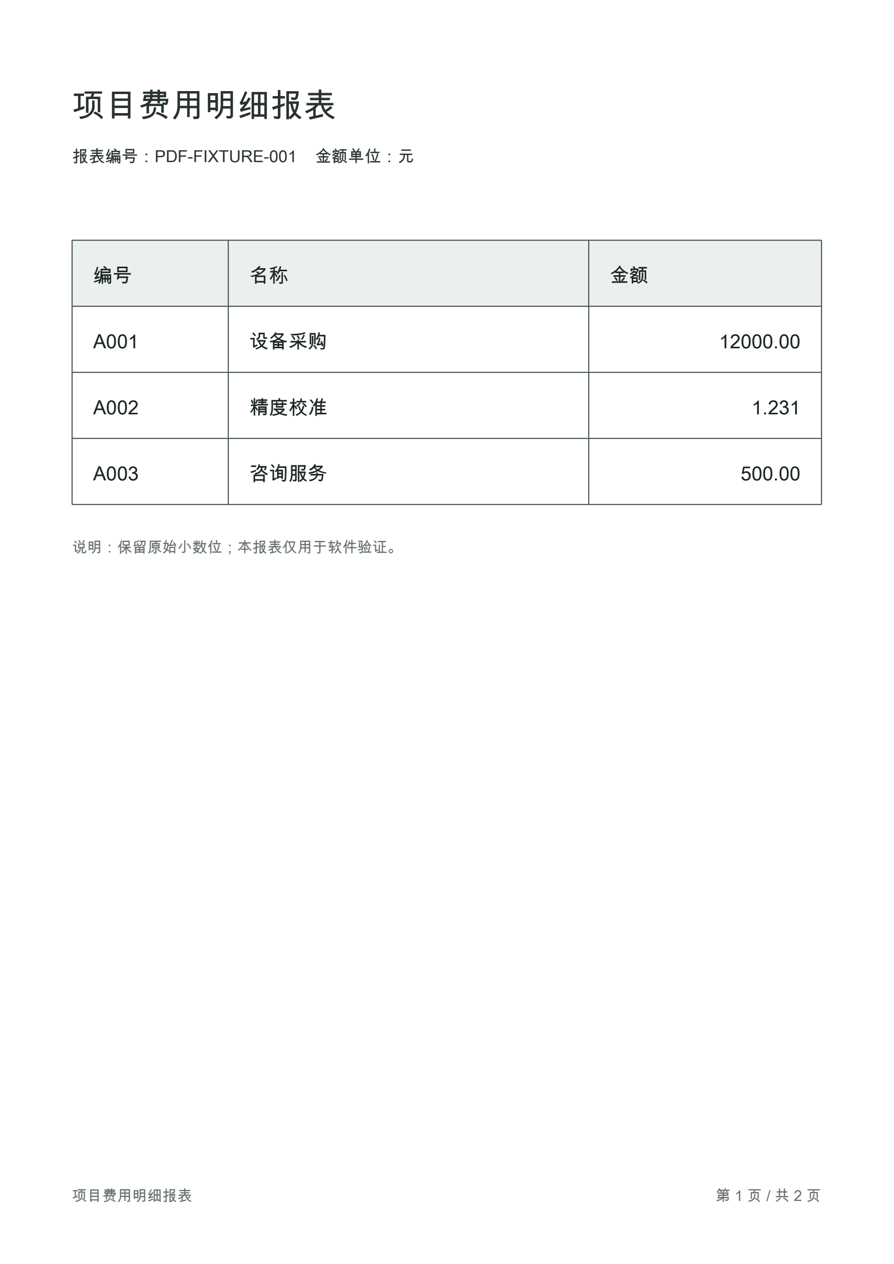 项目费用明细报表
报表编号：PDF-FIXTURE-001 金额单位：元
编号 名称 金额
A001 设备采购 12000.00
A002 精度校准 1.231
A003 咨询服务 500.00
说明：保留原始小数位；本报表仅用于软件验证。
项目费用明细报表 第 1 页 / 共 2 页